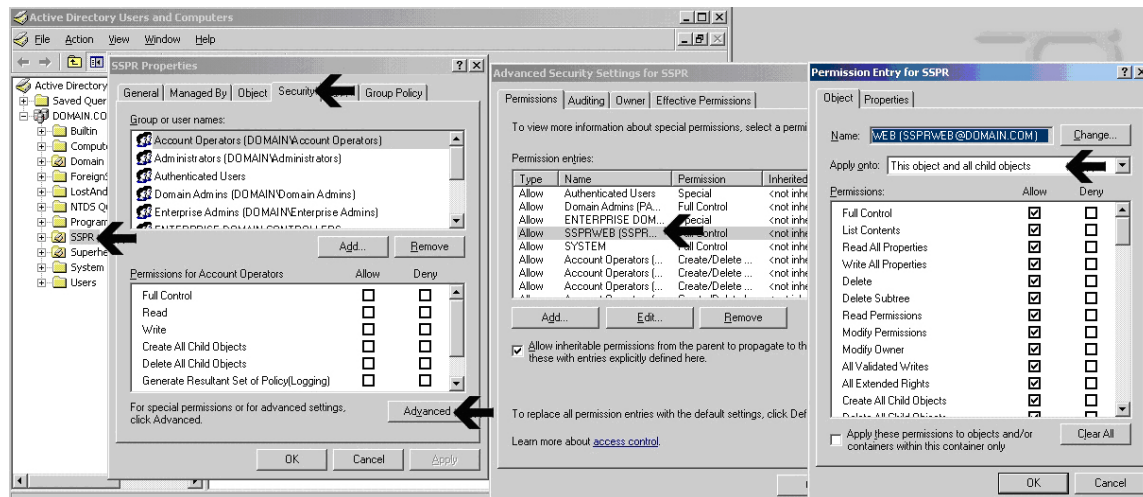 Active Directory Users and Computers
File Action View Window Help
Active Directory
Saved Quer
DOMAIN.CO
Builtin
Compute
Domain
ForeignS
LostAnd
NTDS Qu
Program
SSPR
Superhe
System
Users
SSPR Properties
General Managed By Object Security Group Policy
Group or user names:
Account Operators (DOMAIN\Account Operators)
Administrators (DOMAIN\Administrators)
Authenticated Users
Domain Admins (DOMAIN\Domain Admins)
Enterprise Admins (DOMAIN\Enterprise Admins)
ENTERPRISE DOMAIN CONTROLLERS
Add... Remove
Permissions for Account Operators Allow Deny
Full Control
Read
Write
Create All Child Objects
Delete All Child Objects
Generate Resultant Set of Policy(Logging)
For special permissions or for advanced settings,
click Advanced.
Advanced
OK Cancel Apply
Advanced Security Settings for SSPR
Permissions Auditing Owner Effective Permissions
To view more information about special permissions, select a permi
Permission entries:
Type Name Permission Inherited
Allow Authenticated Users Special <not inhe
Allow Domain Admins (PA... Full Control <not inhe
Allow ENTERPRISE DOM... Special <not inhe
Allow SSPRWEB (SSPR... Control <not inhe
Allow SYSTEM Full Control <not inhe
Allow Account Operators (... Create/Delete ... <not inhe
Allow Account Operators (... Create/Delete ... <not inhe
Allow Account Operators (... Create/Delete ... <not inhe
Add... Edit... Remove
Allow inheritable permissions from the parent to propagate to th
these with entries explicitly defined here.
To replace all permission entries with the default settings, click Def
Learn more about access control.
Permission Entry for SSPR
Object Properties
Name: WEB (SSPRWEB@DOMAIN.COM) Change...
Apply onto: This object and all child objects
Permissions: Allow Deny
Full Control
List Contents
Read All Properties
Write All Properties
Delete
Delete Subtree
Read Permissions
Modify Permissions
Modify Owner
All Validated Writes
All Extended Rights
Create All Child Objects
Delete All Child Objects
Apply these permissions to objects and/or
containers within this container only
Clear All
OK Cancel